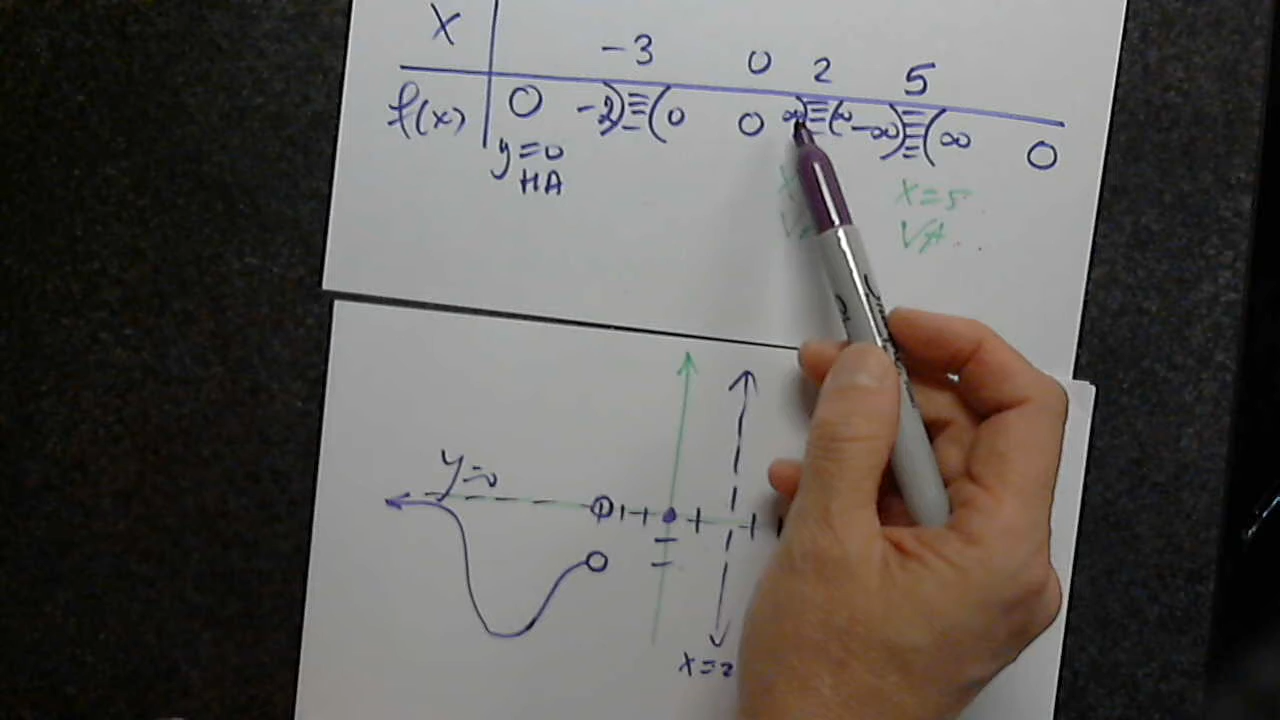 X -3 0 2 5
f(x) 0 -2)≡(0 0 ∞)≡(∞ -∞)≡(∞ 0
y=0
HA
X=5
VA
y=0
x=2